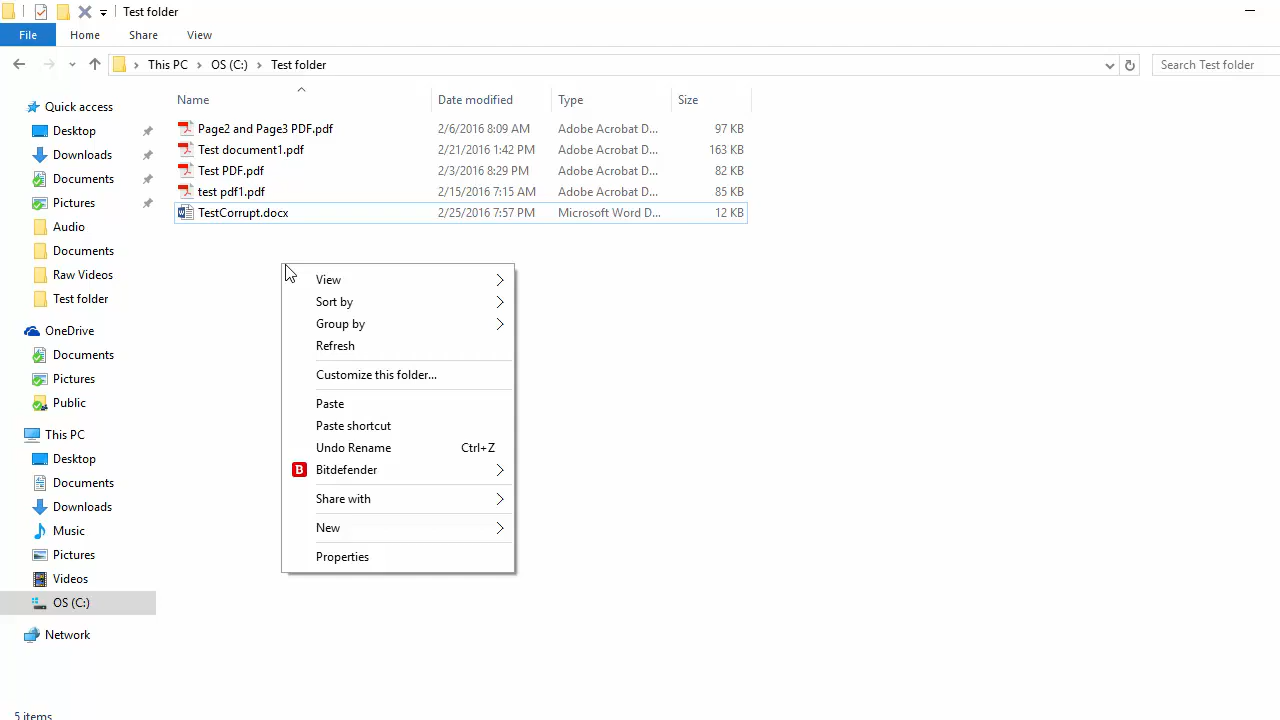 Test folder
File Home Share View
This PC OS (C:) Test folder Search Test folder
Name Date modified Type Size
Page2 and Page3 PDF.pdf 2/6/2016 8:09 AM Adobe Acrobat D... 97 KB
Test document1.pdf 2/21/2016 1:42 PM Adobe Acrobat D... 163 KB
Test PDF.pdf 2/3/2016 8:29 PM Adobe Acrobat D... 82 KB
test pdf1.pdf 2/15/2016 7:15 AM Adobe Acrobat D... 85 KB
TestCorrupt.docx 2/25/2016 7:57 PM Microsoft Word D... 12 KB
Quick access
Desktop
Downloads
Documents
Pictures
Audio
Documents
Raw Videos
Test folder
OneDrive
Documents
Pictures
Public
This PC
Desktop
Documents
Downloads
Music
Pictures
Videos
OS (C:)
Network
View
Sort by
Group by
Refresh
Customize this folder...
Paste
Paste shortcut
Undo Rename Ctrl+Z
B Bitdefender
Share with
New
Properties
5 items